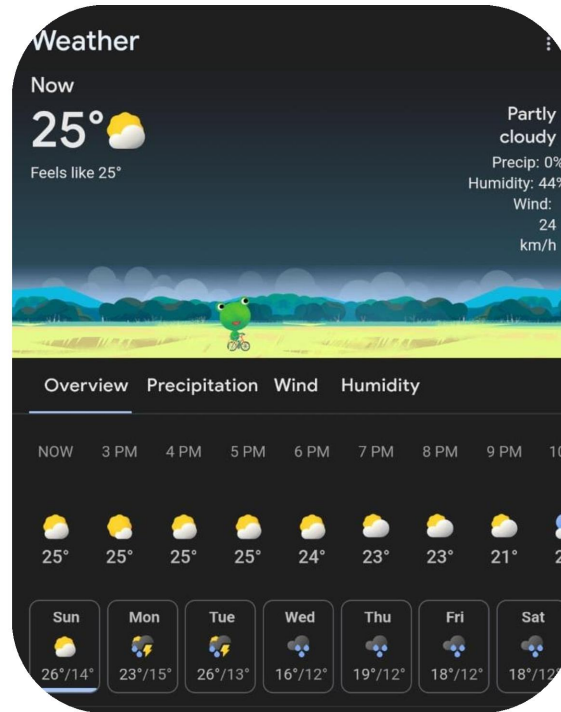 Weather
Now
25°
Feels like 25°
Partly
cloudy
Precip: 0%
Humidity: 44%
Wind:
24
km/h
Overview Precipitation Wind Humidity
NOW 3 PM 4 PM 5 PM 6 PM 7 PM 8 PM 9 PM
25° 25° 25° 25° 24° 23° 23° 21°
Sun Mon Tue Wed Thu Fri Sat
26°/14° 23°/15° 26°/13° 16°/12° 19°/12° 18°/12° 18°/12°